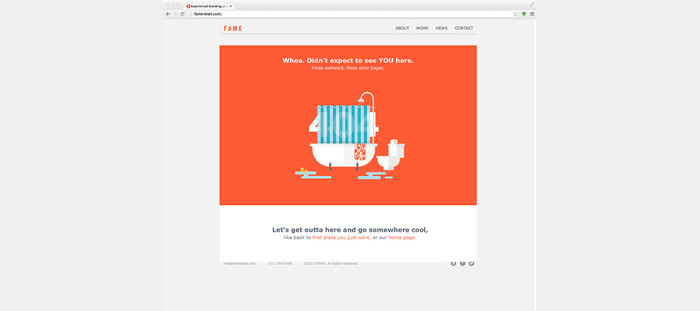 Experienced branding, pr
fameretail.com/
FAME
ABOUT WORK NEWS CONTACT
Whoa. Didn't expect to see YOU here.
Kinda awkward, these error pages.
404
Let's get outta here and go somewhere cool,
like back to that place you just were, or our home page.
info@fameretail.com
©2013 FAME. All Rights Reserved.